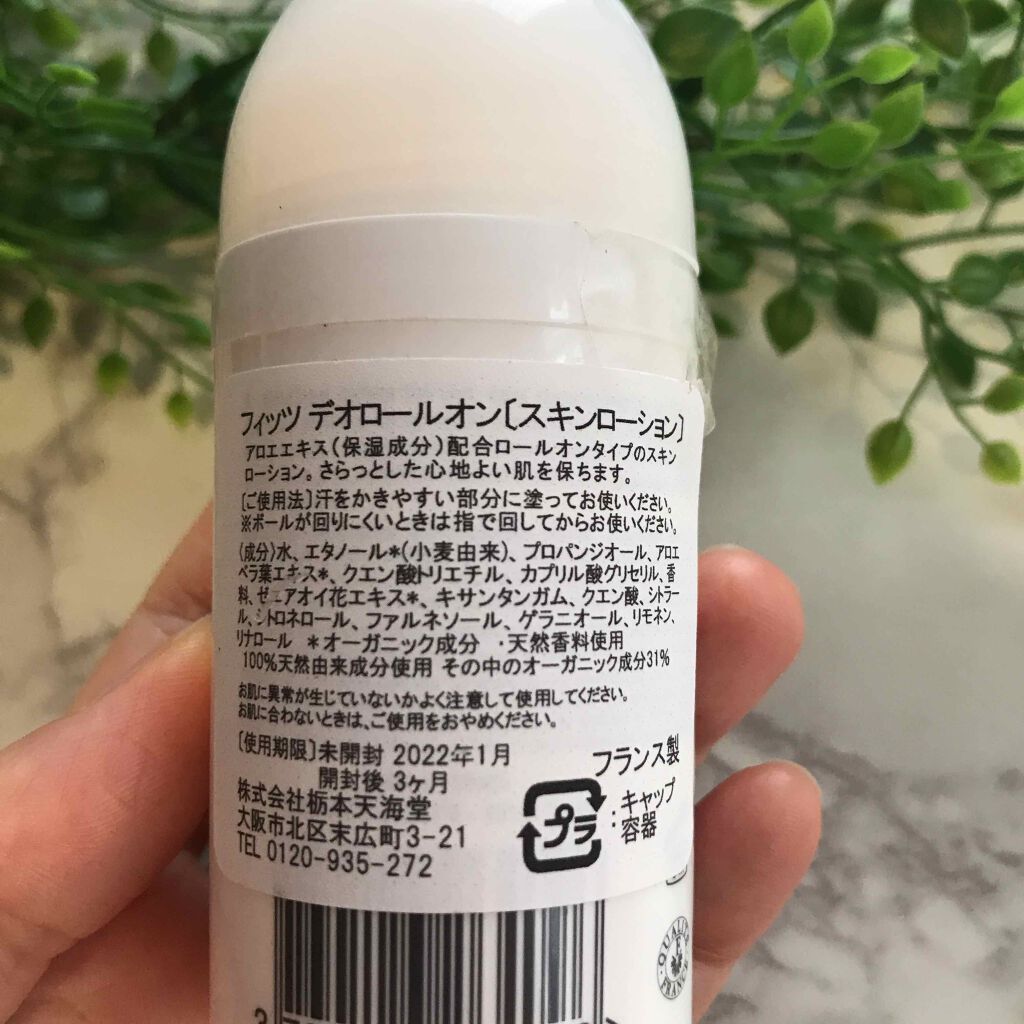 フィッツ デオロールオン〔スキンローション〕
アロエエキス(保湿成分)配合ロールオンタイプのスキン
ローション。さらっとした心地よい肌を保ちます。
〔ご使用法〕汗をかきやすい部分に塗ってお使いください。
※ボールが回りにくいときは指で回してからお使いください。
〈成分〉水、エタノール*(小麦由来)、プロパンジオール、アロエ
ベラ葉エキス*、クエン酸トリエチル、カプリル酸グリセリル、香
料、ゼニアオイ花エキス*、キサンタンガム、クエン酸、シトラー
ル、シトロネロール、ファルネソール、ゲラニオール、リモネン、
リナロール *オーガニック成分 ・天然香料使用
100%天然由来成分使用 その中のオーガニック成分31%
お肌に異常が生じていないかよく注意して使用してください。
お肌に合わないときは、ご使用をおやめください。
〔使用期限〕未開封 2022年1月
開封後 3ヶ月
フランス製
株式会社栃本天海堂
大阪市北区末広町3-21
TEL 0120-935-272
プラ
:キャップ
容器
3
QUALITE
FRANCE